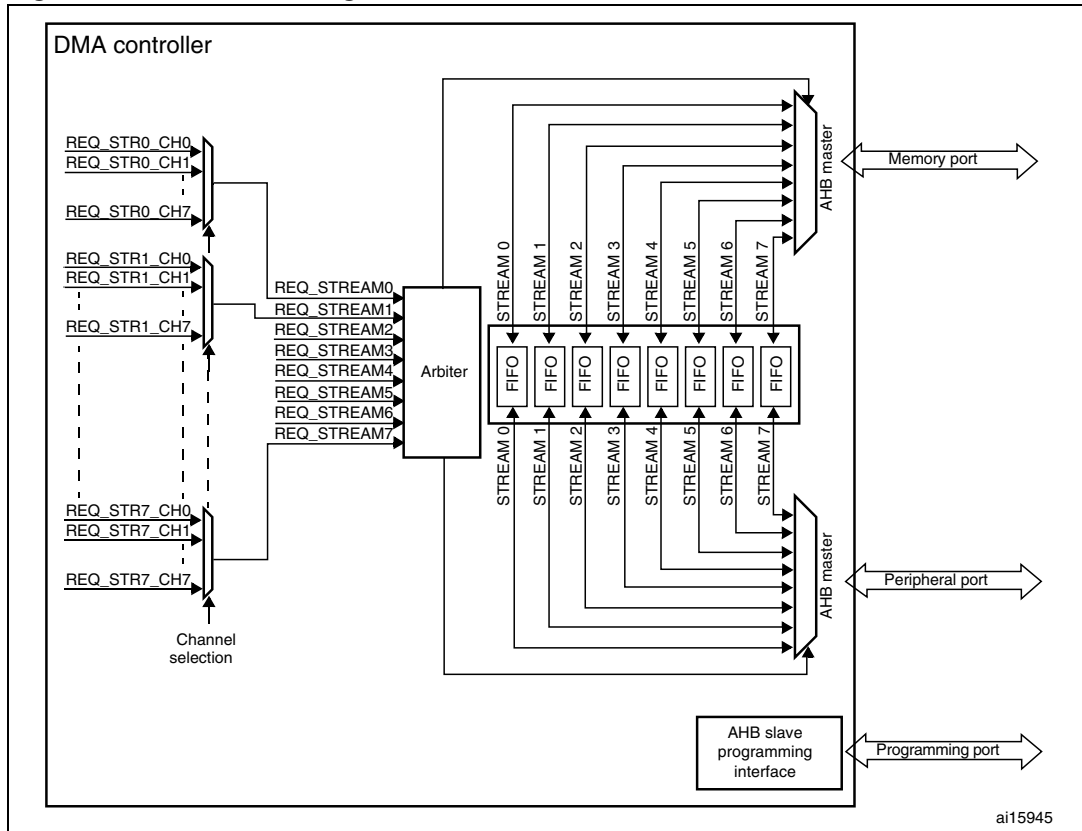 DMA controller
REQ_STR0_CH0
REQ_STR0_CH1
REQ_STR0_CH7
REQ_STR1_CH0
REQ_STR1_CH1
REQ_STR1_CH7
REQ_STR7_CH0
REQ_STR7_CH1
REQ_STR7_CH7
Channel
selection
REQ_STREAM0
REQ_STREAM1
REQ_STREAM2
REQ_STREAM3
REQ_STREAM4
REQ_STREAM5
REQ_STREAM6
REQ_STREAM7
Arbiter
STREAM 0
STREAM 1
STREAM 2
STREAM 3
STREAM 4
STREAM 5
STREAM 6
STREAM 7
FIFO
FIFO
FIFO
FIFO
FIFO
FIFO
FIFO
FIFO
STREAM 0
STREAM 1
STREAM 2
STREAM 3
STREAM 4
STREAM 5
STREAM 6
STREAM 7
AHB master
Memory port
AHB master
Peripheral port
AHB slave
programming
interface
Programming port
ai15945